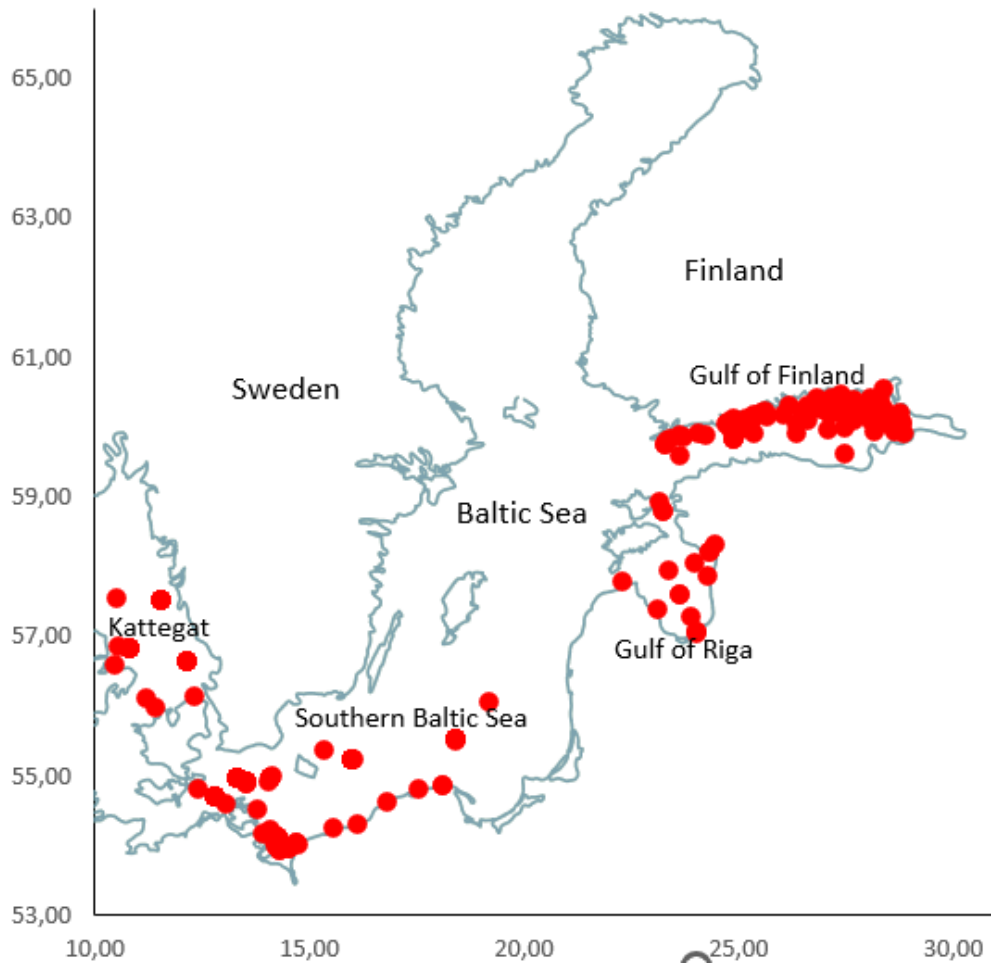 65,00
63,00
Finland
61,00
Gulf of Finland
Sweden
59,00
Baltic Sea
57,00
Kattegat
Gulf of Riga
Southern Baltic Sea
55,00
53,00
10,00
15,00
20,00
25,00
30,00